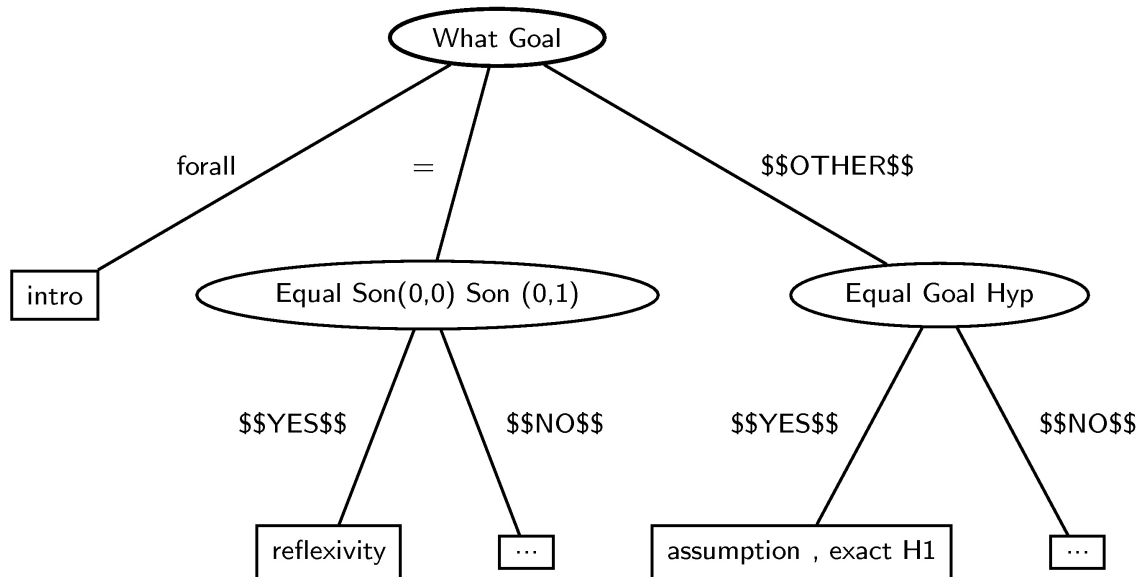 What Goal
forall
=
$$OTHER$$
intro
Equal Son(0,0) Son (0,1)
Equal Goal Hyp
$$YES$$
$$NO$$
$$YES$$
$$NO$$
reflexivity
...
assumption , exact H1
...